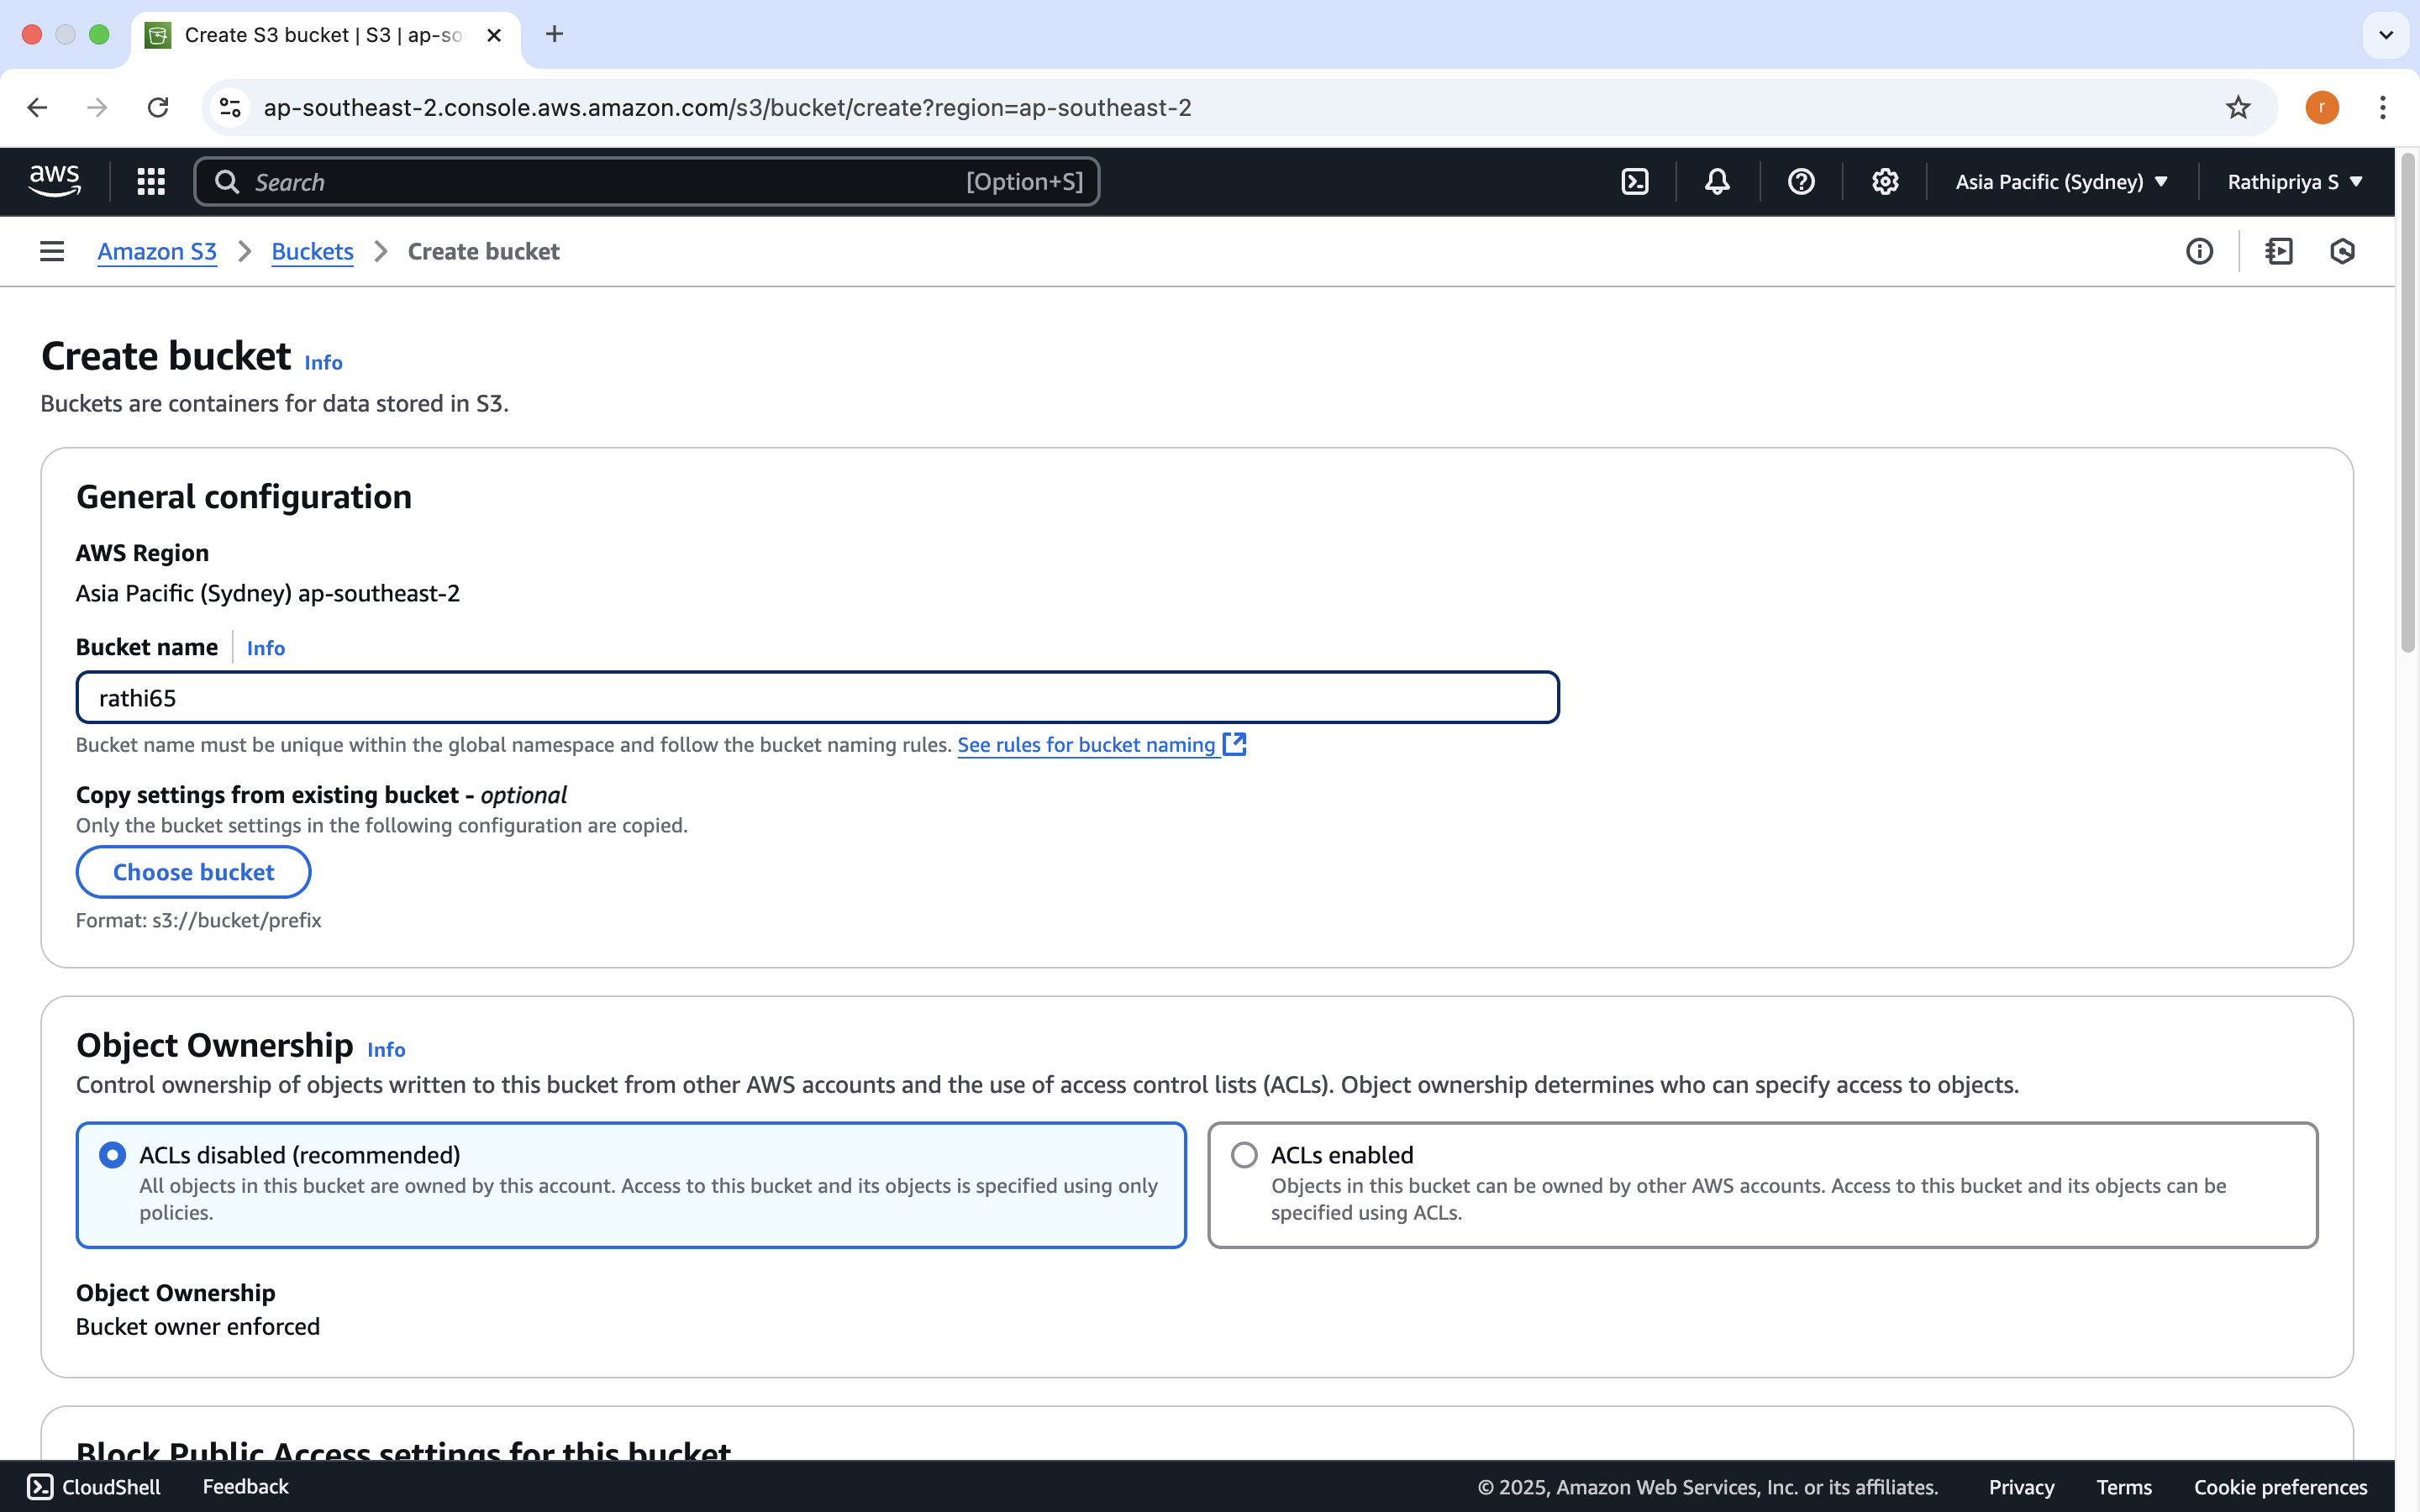 Create S3 bucket | S3 | ap-so
ap-southeast-2.console.aws.amazon.com/s3/bucket/create?region=ap-southeast-2
r
aws
Search
[Option+S]
Asia Pacific (Sydney)
Rathipriya S
Amazon S3
Buckets
Create bucket
Create bucket Info
Buckets are containers for data stored in S3.
General configuration
AWS Region
Asia Pacific (Sydney) ap-southeast-2
Bucket name Info
rathi65
Bucket name must be unique within the global namespace and follow the bucket naming rules. See rules for bucket naming
Copy settings from existing bucket - optional
Only the bucket settings in the following configuration are copied.
Choose bucket
Format: s3://bucket/prefix
Object Ownership Info
Control ownership of objects written to this bucket from other AWS accounts and the use of access control lists (ACLs). Object ownership determines who can specify access to objects.
ACLs disabled (recommended)
All objects in this bucket are owned by this account. Access to this bucket and its objects is specified using only
policies.
ACLs enabled
Objects in this bucket can be owned by other AWS accounts. Access to this bucket and its objects can be
specified using ACLs.
Object Ownership
Bucket owner enforced
Block Public Access settings for this bucket
CloudShell
Feedback
© 2025, Amazon Web Services, Inc. or its affiliates.
Privacy
Terms
Cookie preferences